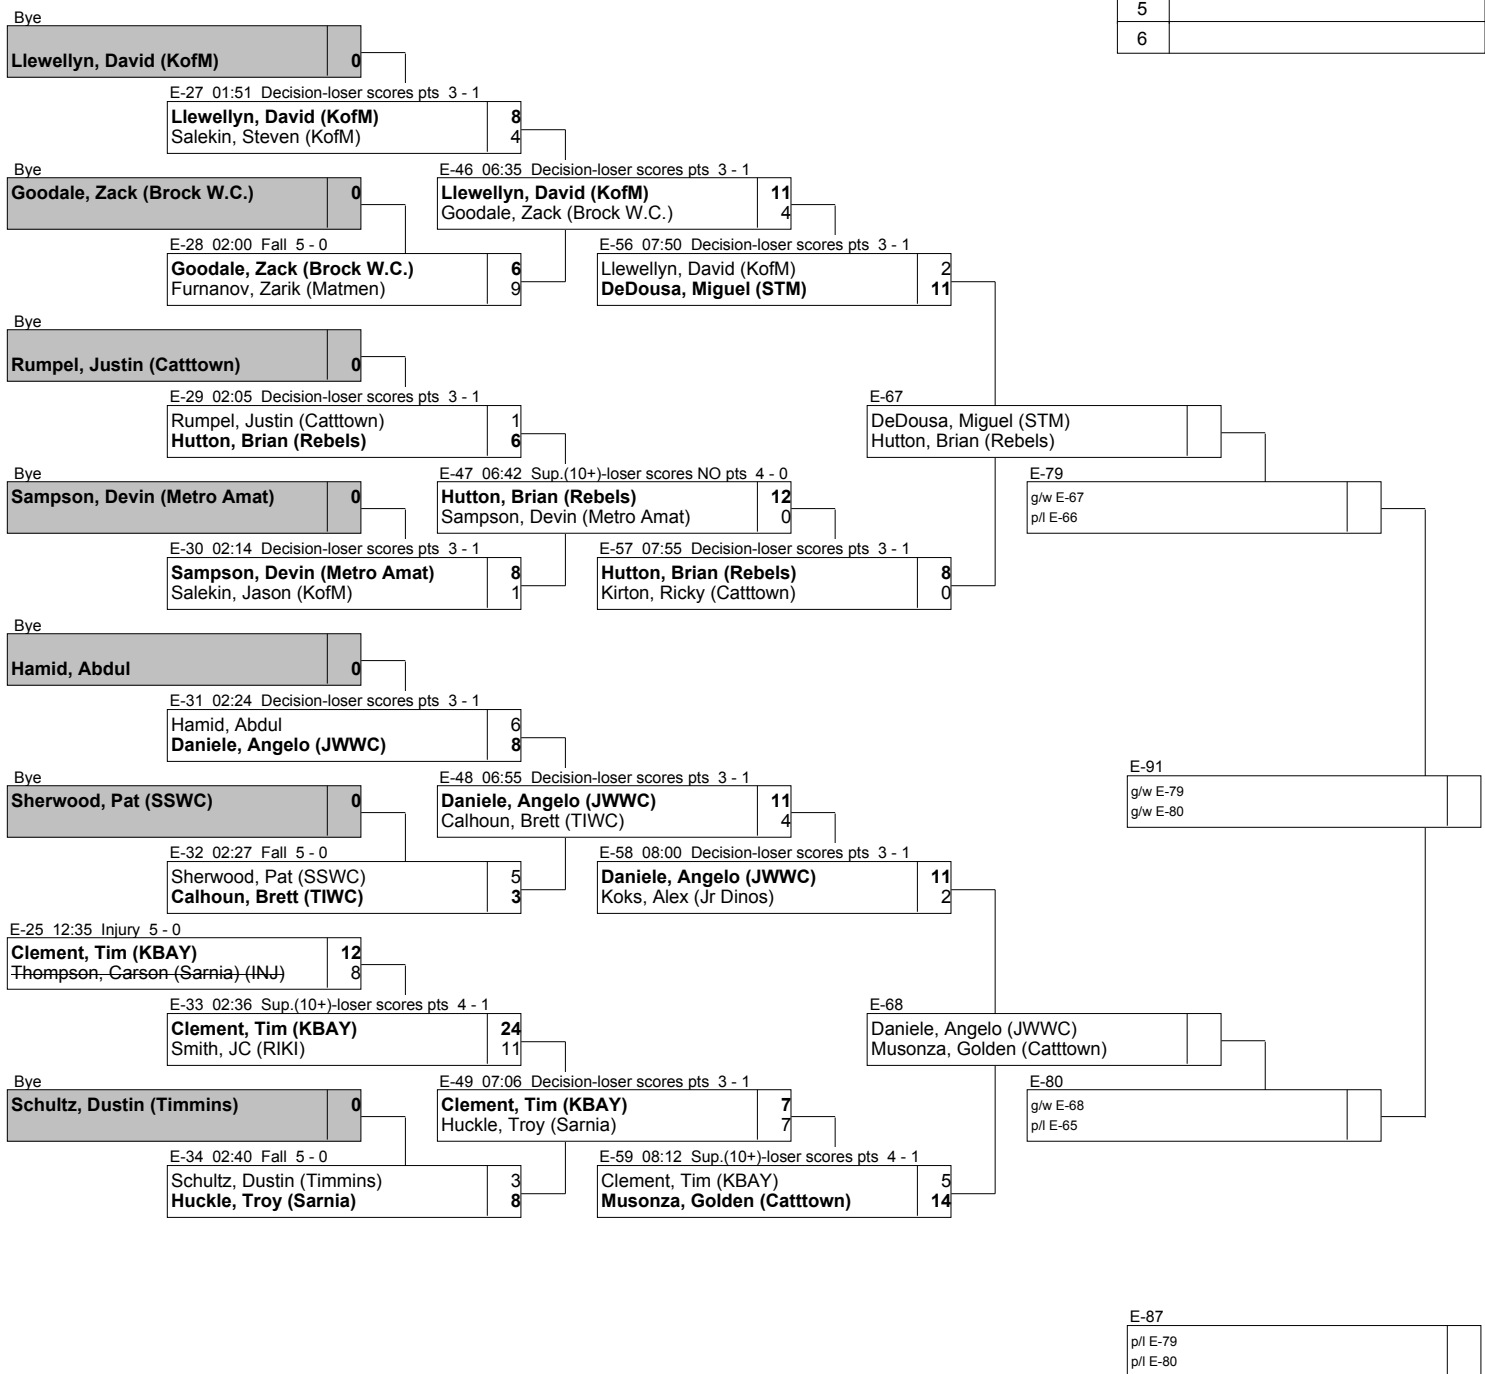 5
6
Bye
Llewellyn, David (KofM) 0
E-27 01:51 Decision-loser scores pts 3 - 1
Llewellyn, David (KofM) 8
Salekin, Steven (KofM) 4
Bye
Goodale, Zack (Brock W.C.) 0
E-46 06:35 Decision-loser scores pts 3 - 1
Llewellyn, David (KofM) 11
Goodale, Zack (Brock W.C.) 4
E-28 02:00 Fall 5 - 0
Goodale, Zack (Brock W.C.) 6
Furnanov, Zarik (Matmen) 9
E-56 07:50 Decision-loser scores pts 3 - 1
Llewellyn, David (KofM) 2
DeDousa, Miguel (STM) 11
Bye
Rumpel, Justin (Catttown) 0
E-29 02:05 Decision-loser scores pts 3 - 1
Rumpel, Justin (Catttown) 1
Hutton, Brian (Rebels) 6
E-67
DeDousa, Miguel (STM)
Hutton, Brian (Rebels)
Bye
Sampson, Devin (Metro Amat) 0
E-47 06:42 Sup.(10+)-loser scores NO pts 4 - 0
Hutton, Brian (Rebels) 12
Sampson, Devin (Metro Amat) 0
E-79
g/w E-67
p/l E-66
E-30 02:14 Decision-loser scores pts 3 - 1
Sampson, Devin (Metro Amat) 8
Salekin, Jason (KofM) 1
E-57 07:55 Decision-loser scores pts 3 - 1
Hutton, Brian (Rebels) 8
Kirton, Ricky (Catttown) 0
Bye
Hamid, Abdul 0
E-31 02:24 Decision-loser scores pts 3 - 1
Hamid, Abdul 6
Daniele, Angelo (JWWC) 8
Bye
Sherwood, Pat (SSWC) 0
E-48 06:55 Decision-loser scores pts 3 - 1
Daniele, Angelo (JWWC) 11
Calhoun, Brett (TIWC) 4
E-91
g/w E-79
g/w E-80
E-32 02:27 Fall 5 - 0
Sherwood, Pat (SSWC) 5
Calhoun, Brett (TIWC) 3
E-58 08:00 Decision-loser scores pts 3 - 1
Daniele, Angelo (JWWC) 11
Koks, Alex (Jr Dinos) 2
E-25 12:35 Injury 5 - 0
Clement, Tim (KBAY) 12
Thompson, Carson (Sarnia) (INJ) 8
E-33 02:36 Sup.(10+)-loser scores pts 4 - 1
Clement, Tim (KBAY) 24
Smith, JC (RIKI) 11
E-68
Daniele, Angelo (JWWC)
Musonza, Golden (Catttown)
Bye
Schultz, Dustin (Timmins) 0
E-49 07:06 Decision-loser scores pts 3 - 1
Clement, Tim (KBAY) 7
Huckle, Troy (Sarnia) 7
E-80
g/w E-68
p/l E-65
E-34 02:40 Fall 5 - 0
Schultz, Dustin (Timmins) 3
Huckle, Troy (Sarnia) 8
E-59 08:12 Sup.(10+)-loser scores pts 4 - 1
Clement, Tim (KBAY) 5
Musonza, Golden (Catttown) 14
E-87
p/l E-79
p/l E-80